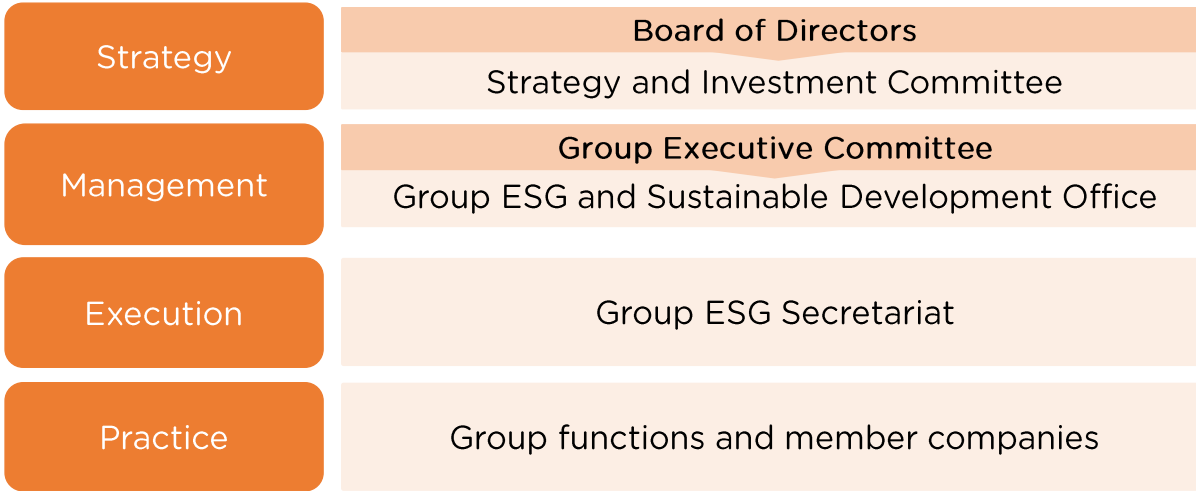 Strategy
Board of Directors
Strategy and Investment Committee
Management
Group Executive Committee
Group ESG and Sustainable Development Office
Execution
Group ESG Secretariat
Practice
Group functions and member companies